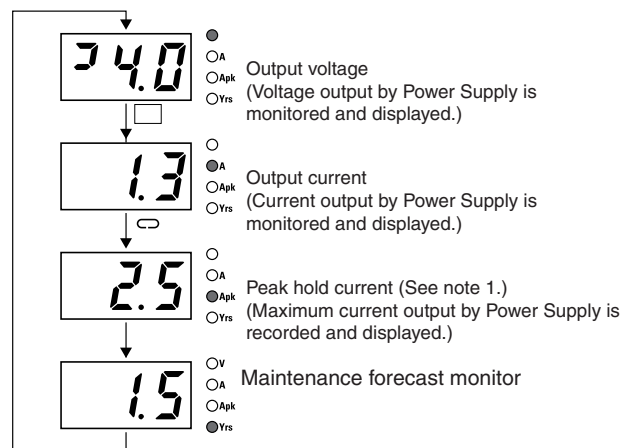 24.0
A
Apk
Yrs
Output voltage
(Voltage output by Power Supply is
monitored and displayed.)
1.3
A
Apk
Yrs
Output current
(Current output by Power Supply is
monitored and displayed.)
2.5
A
Apk
Yrs
Peak hold current (See note 1.)
(Maximum current output by Power Supply is
recorded and displayed.)
1.5
V
A
Apk
Yrs
Maintenance forecast monitor